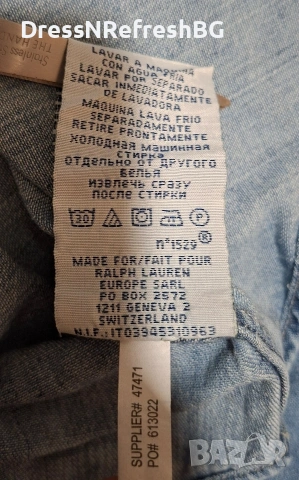 DressNRefreshBG
Stainless
LAVAR A MAQUINA
CON AGUA FRIA
LAVAR POR SEPARADO
SACAR INMEDIATAMENTE
DE LAVADORA
MAQUINA LAVA FRIO
SEPARADAMENTE
RETIRE PRONTAMENTE
ХОЛОДНАЯ МАШИННАЯ
СТИРКА
ОТДЕЛЬНО ОТ ДРУГОГО
БЕЛЬЯ
ИЗВЛЕЧЬ СРАЗУ
ПОСЛЕ СТИРКИ
30 P
n°1529®
MADE FOR/FAIT POUR
RALPH LAUREN
EUROPE SARL
PO BOX 2572
1211 GENEVA 2
SWITZERLAND
N.I.F.:IT03945310963
SUPPLIER# 47471
PO# 613022
bazar